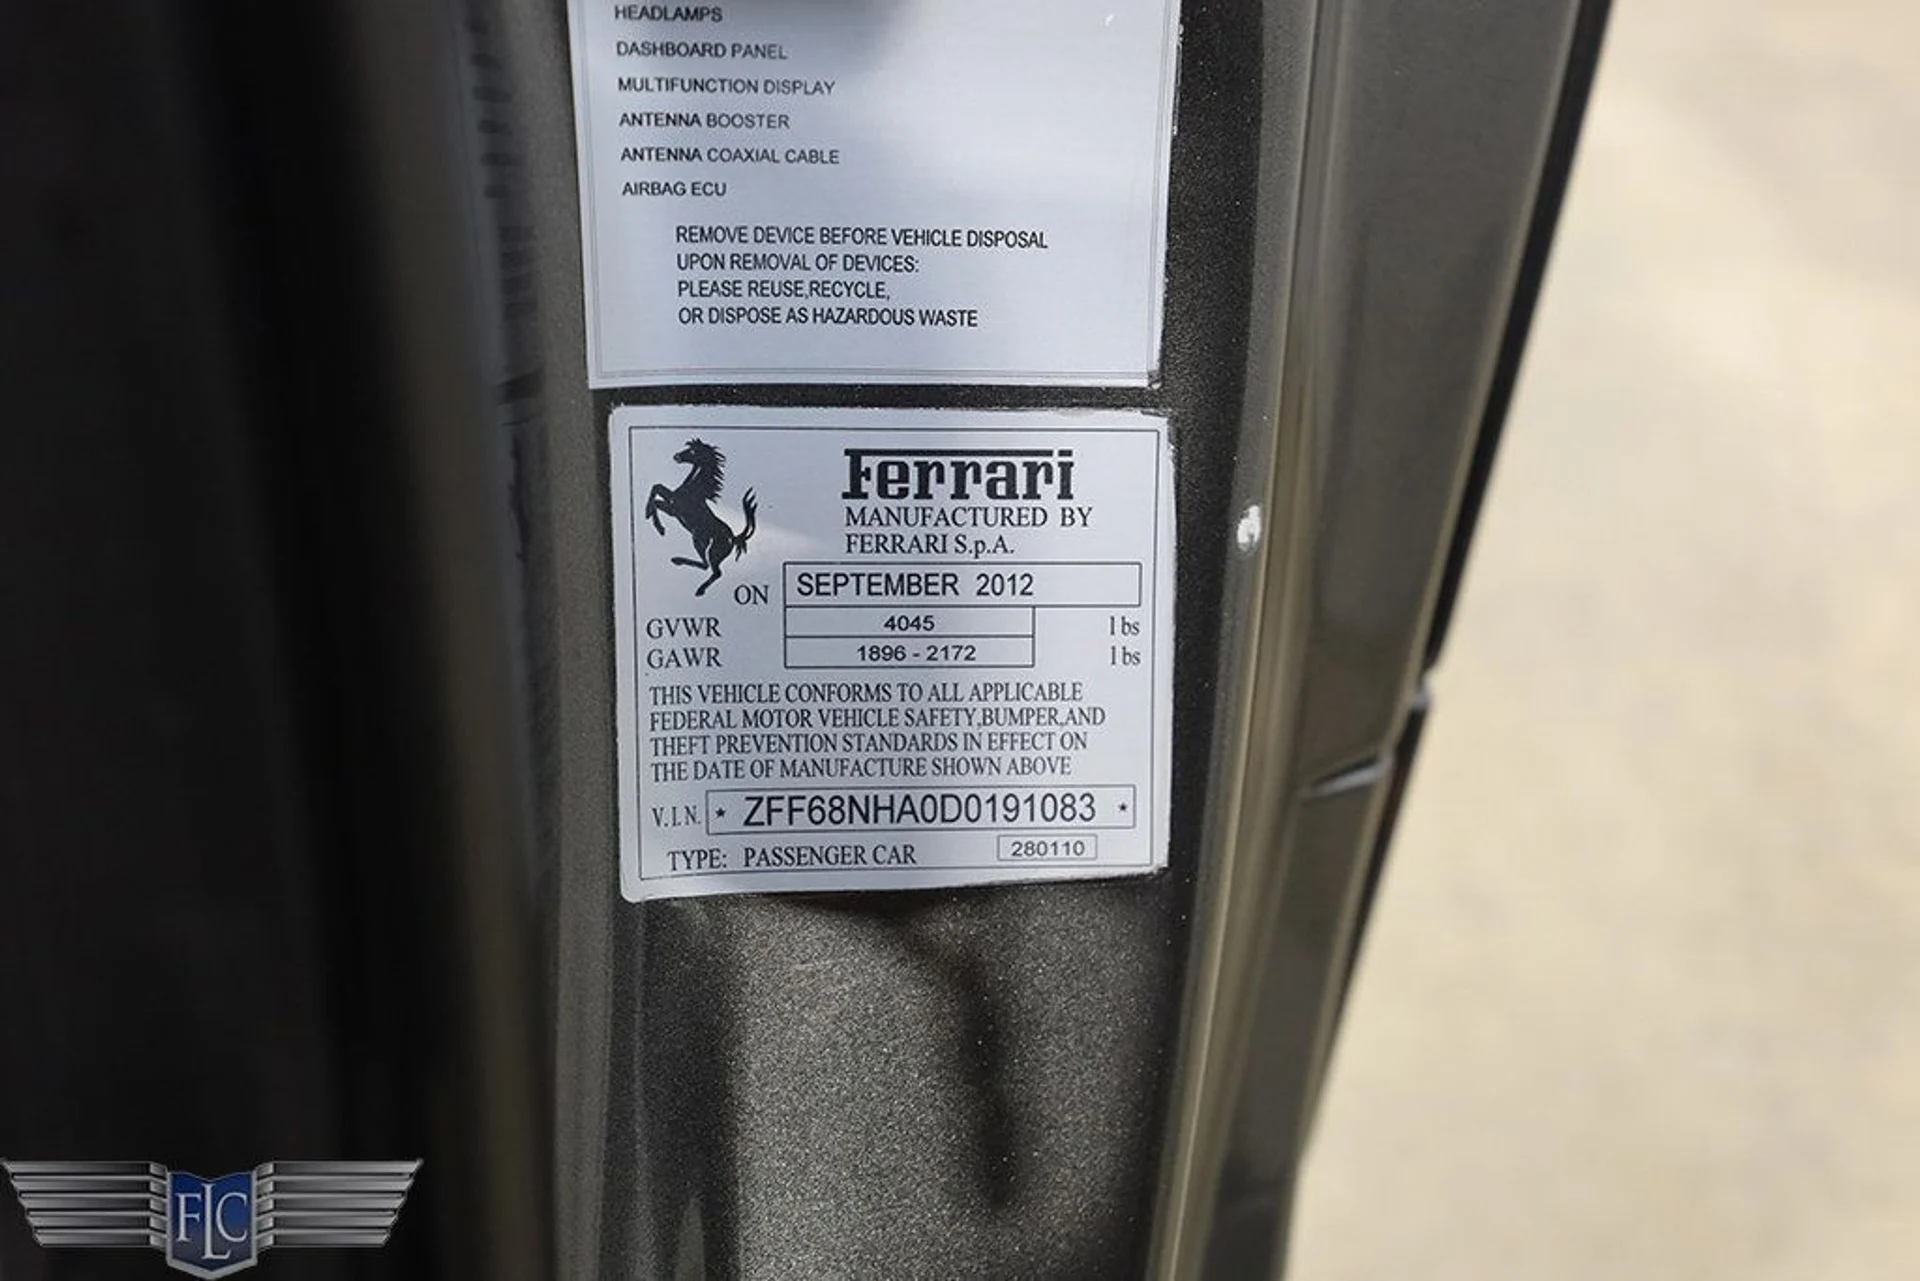 HEADLAMPS
DASHBOARD PANEL
MULTIFUNCTION DISPLAY
ANTENNA BOOSTER
ANTENNA COAXIAL CABLE
AIRBAG ECU
REMOVE DEVICE BEFORE VEHICLE DISPOSAL
UPON REMOVAL OF DEVICES:
PLEASE REUSE,RECYCLE,
OR DISPOSE AS HAZARDOUS WASTE
Ferrari
MANUFACTURED BY
FERRARI S.p.A.
ON SEPTEMBER 2012
GVWR 4045 lbs
GAWR 1896 - 2172 lbs
THIS VEHICLE CONFORMS TO ALL APPLICABLE
FEDERAL MOTOR VEHICLE SAFETY,BUMPER,AND
THEFT PREVENTION STANDARDS IN EFFECT ON
THE DATE OF MANUFACTURE SHOWN ABOVE
V.I.N. * ZFF68NHA0D0191083 *
TYPE: PASSENGER CAR 280110
FLC